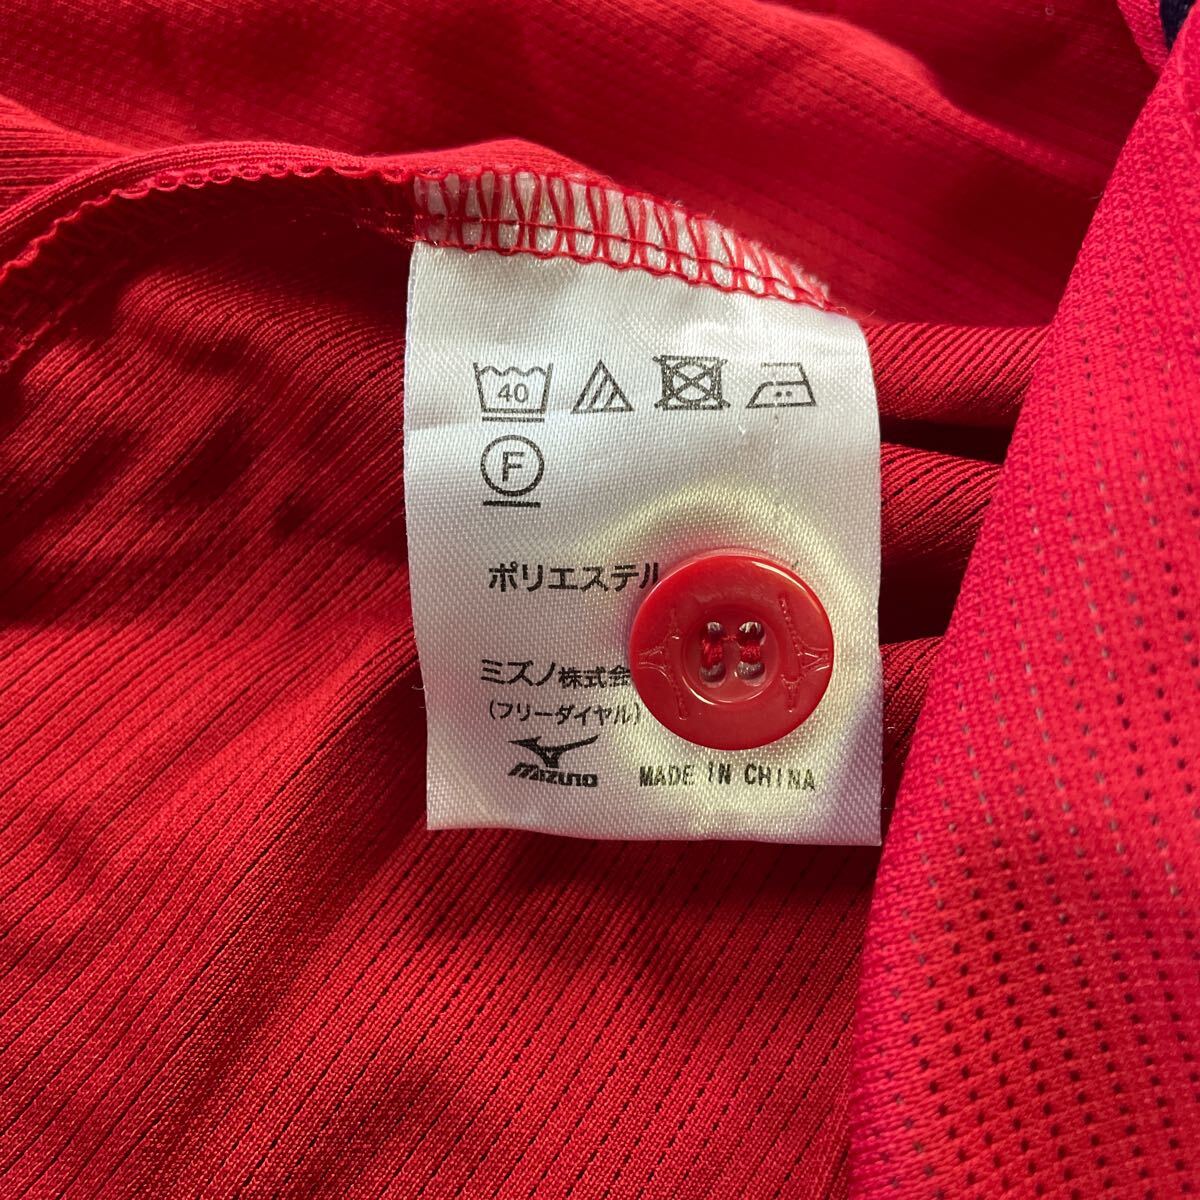 40
F
ポリエステル
ミズノ株式会
(フリーダイヤル)
mizuno
MADE IN CHINA